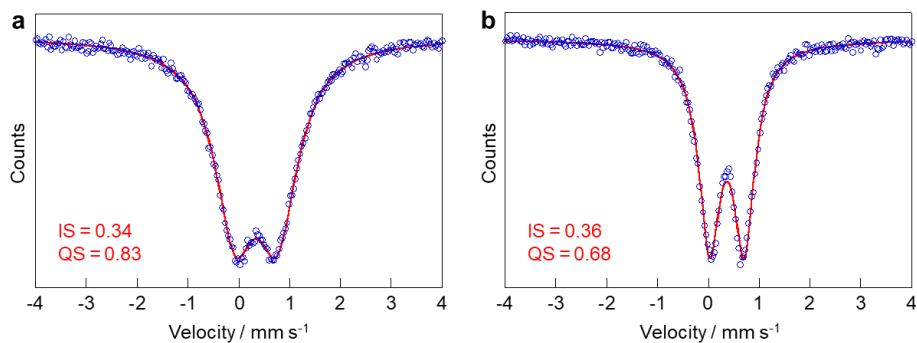 a
Counts
IS = 0.34
QS = 0.83
-4 -3 -2 -1 0 1 2 3 4
Velocity / mm s⁻¹
b
Counts
IS = 0.36
QS = 0.68
-4 -3 -2 -1 0 1 2 3 4
Velocity / mm s⁻¹